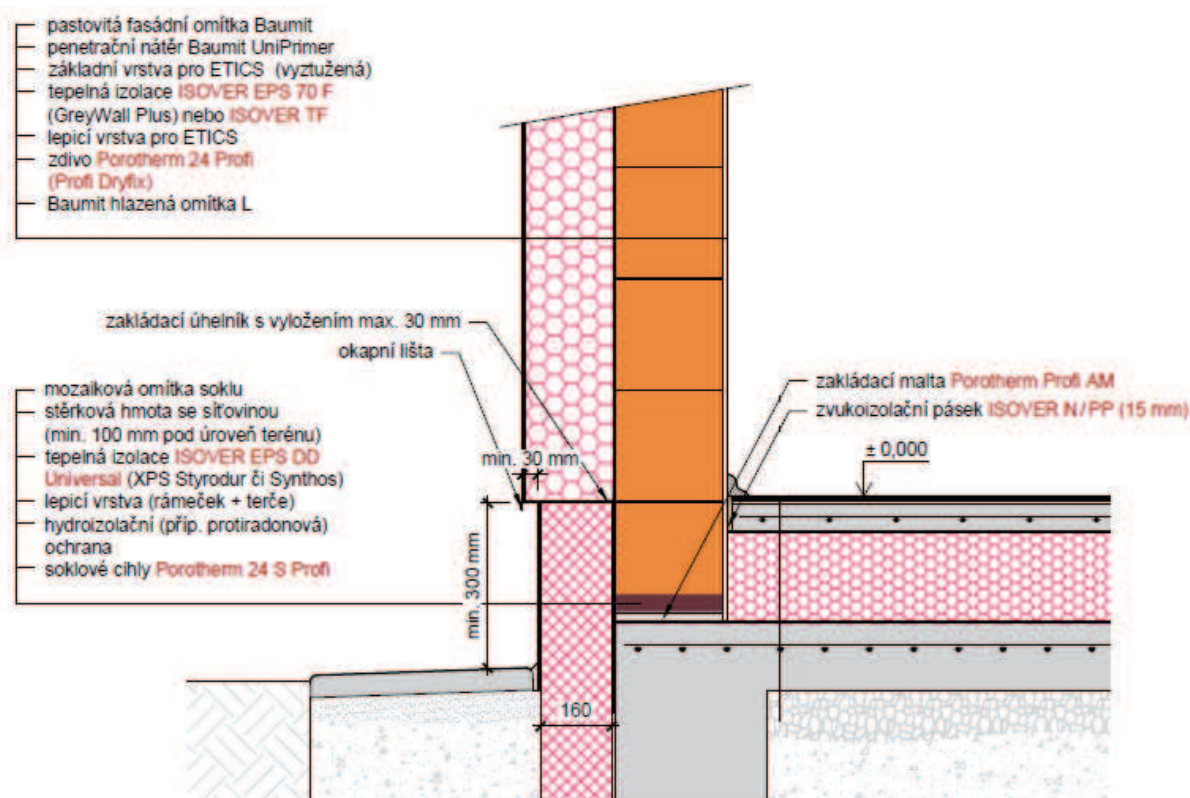 pastovitá fasádní omítka Baumit
penetrační nátěr Baumit UniPrimer
základní vrstva pro ETICS (vyztužená)
tepelná izolace ISOVER EPS 70 F
(GreyWall Plus) nebo ISOVER TF
lepicí vrstva pro ETICS
zdivo Porotherm 24 Profi
(Profi Dryfix)
Baumit hlazená omítka L
zakládací úhelník s vyložením max. 30 mm
okapní lišta
mozaiková omítka soklu
stěrková hmota se síťovinou
(min. 100 mm pod úroveň terénu)
tepelná izolace ISOVER EPS DD
Universal (XPS Styrodur či Synthos)
lepicí vrstva (rámeček + terče)
hydroizolační (příp. protiradonová)
ochrana
soklové cihly Porotherm 24 S Profi
min. 30 mm
min. 300 mm
160
zakládací malta Porotherm Profi AM
zvukoizolační pásek ISOVER N/PP (15 mm)
± 0,000